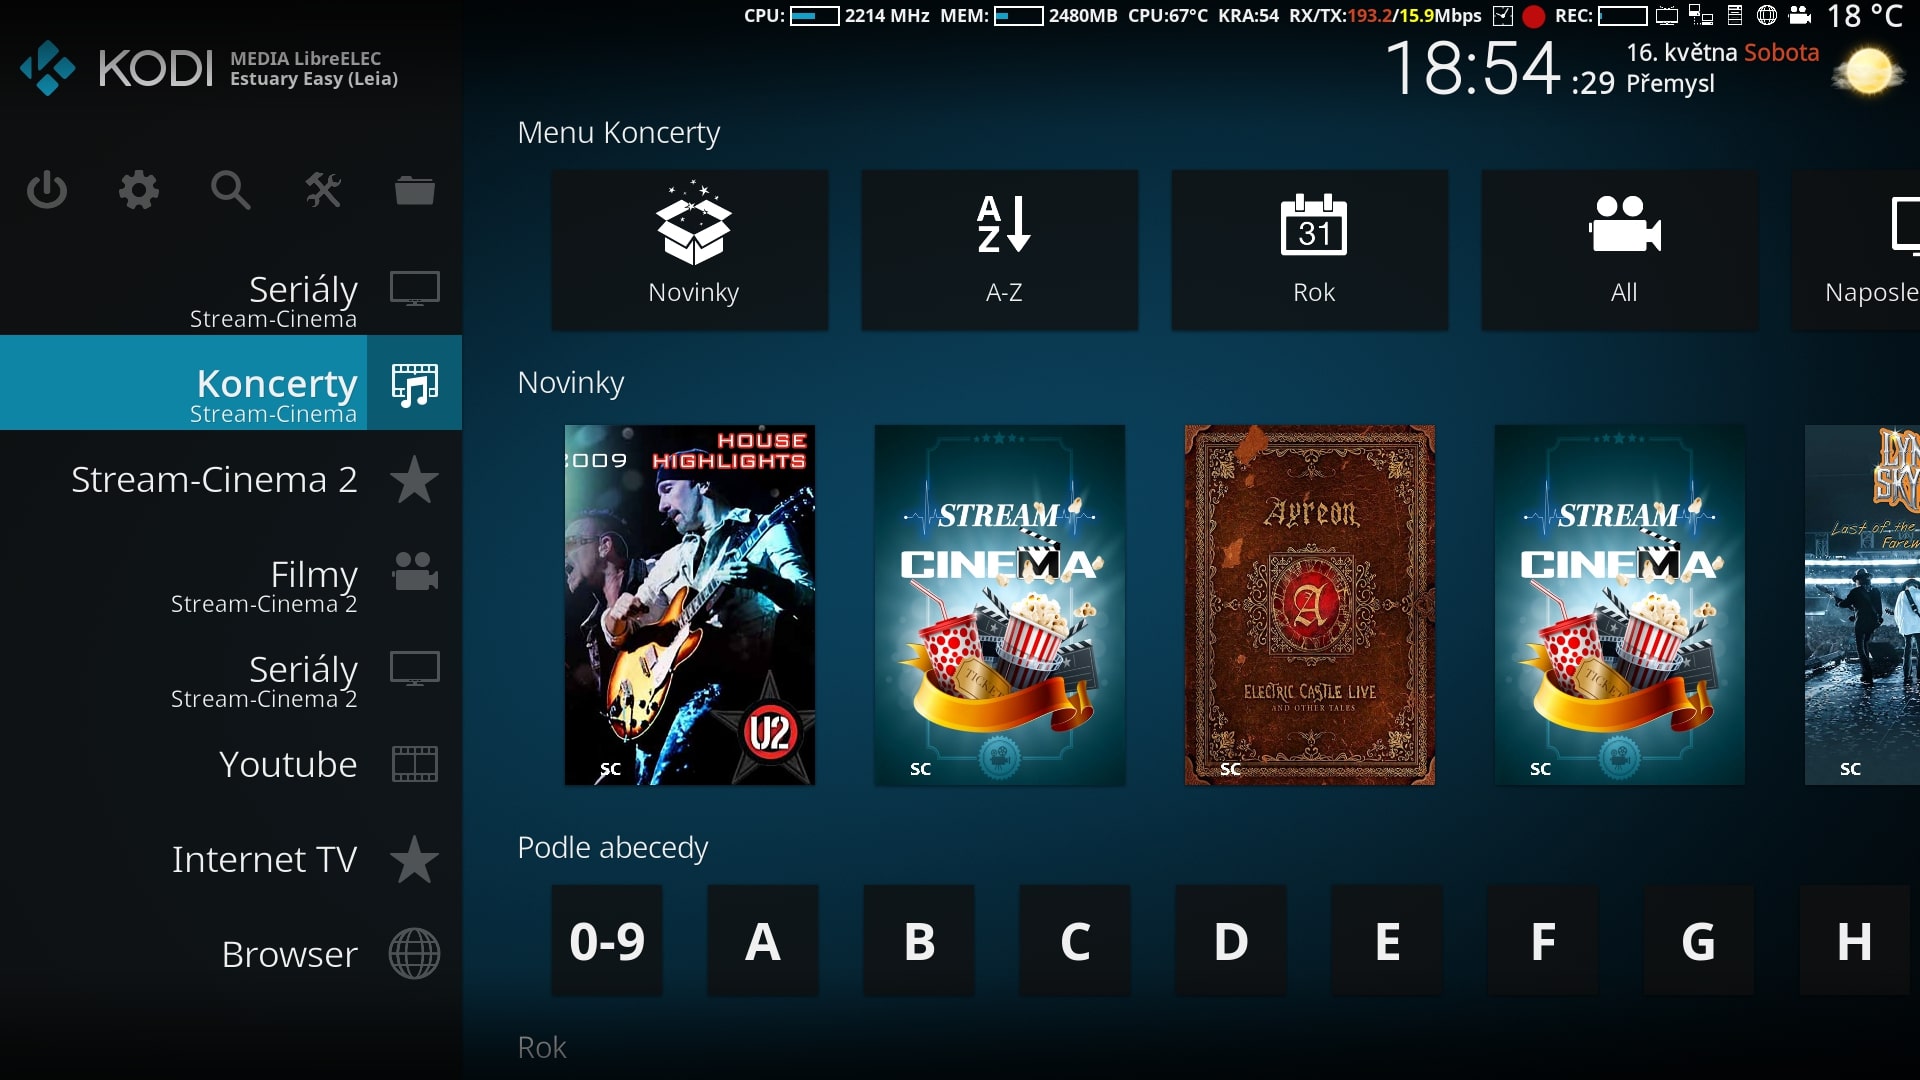 CPU: 2214 MHz MEM: 2480MB CPU:67°C KRA:54 RX/TX:193.2/15.9Mbps REC: 18 °C
KODI
MEDIA LibreELEC
Estuary Easy (Leia)
18:54 :29
16. května Sobota
Přemysl
Seriály
Stream-Cinema
Koncerty
Stream-Cinema
Stream-Cinema 2
Filmy
Stream-Cinema 2
Seriály
Stream-Cinema 2
Youtube
Internet TV
Browser
Menu Koncerty
Novinky
A
Z
A-Z
31
Rok
All
Naposle
Novinky
HOUSE
2009 HIGHLIGHTS
U2
SC
STREAM
CINEMA
TICKET
SC
Ayreon
A
ELECTRIC CASTLE LIVE
AND OTHER TALES
SC
STREAM
CINEMA
TICKET
SC
LYN
SKY
Last of the
Farew
SC
Podle abecedy
0-9 A B C D E F G H
Rok